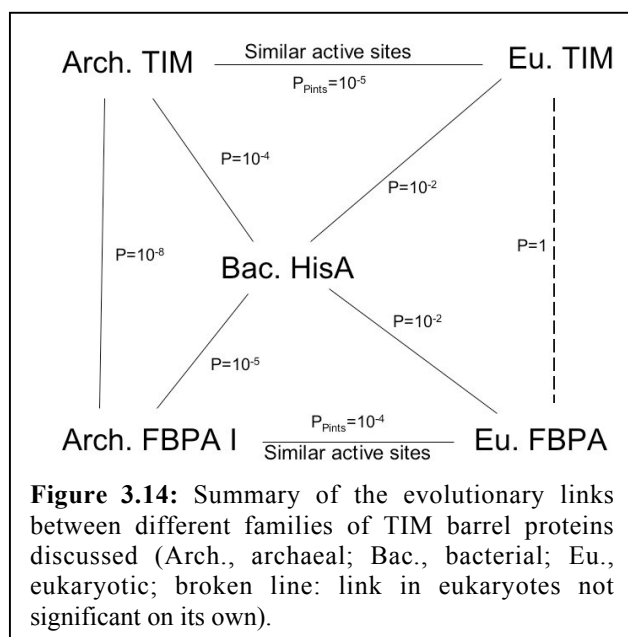 Similar active sites
Arch. TIM
Eu. TIM
P_Pints=10^-5
P=10^-4
P=10^-2
P=10^-8
Bac. HisA
P=1
P=10^-2
P=10^-5
P_Pints=10^-4
Arch. FBPA I
Eu. FBPA
Similar active sites
Figure 3.14: Summary of the evolutionary links
between different families of TIM barrel proteins
discussed (Arch., archaeal; Bac., bacterial; Eu.,
eukaryotic; broken line: link in eukaryotes not
significant on its own).